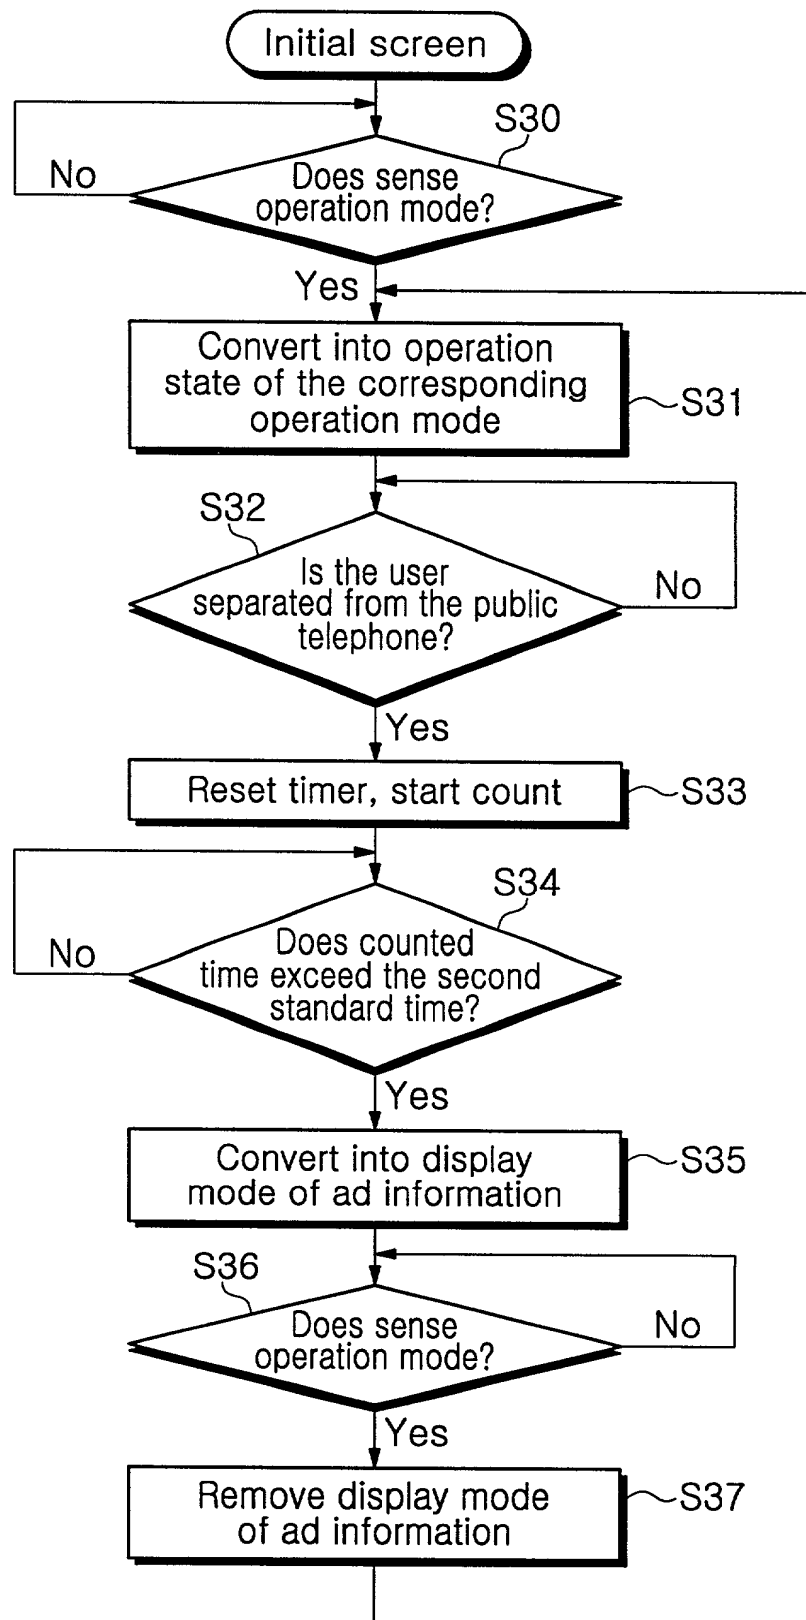 Initial screen
S30
No
Does sense
operation mode?
Yes
Convert into operation
state of the corresponding
operation mode
S31
S32
Is the user
separated from the public
telephone?
No
Yes
Reset timer, start count
S33
S34
No
Does counted
time exceed the second
standard time?
Yes
Convert into display
mode of ad information
S35
S36
Does sense
operation mode?
No
Yes
Remove display mode
of ad information
S37